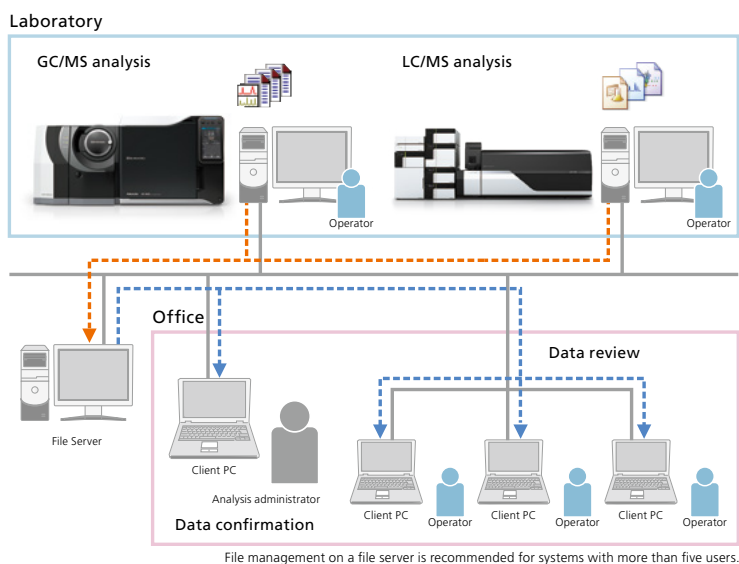 Laboratory
GC/MS analysis
LC/MS analysis
Operator
Operator
Office
Data review
File Server
Client PC
Analysis administrator
Data confirmation
Client PC
Operator
Client PC
Operator
Client PC
Operator
File management on a file server is recommended for systems with more than five users.